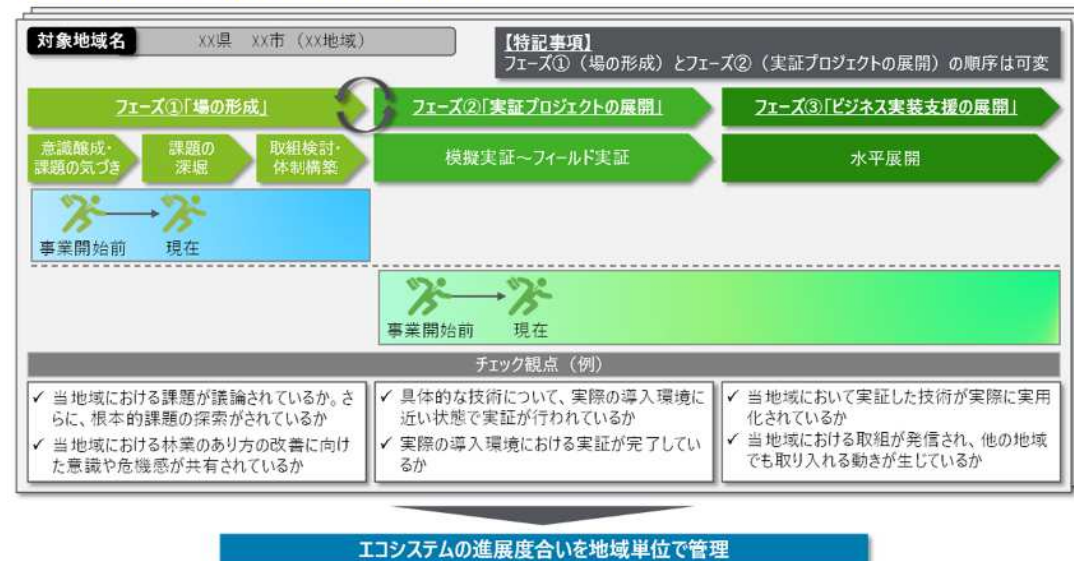 対象地域名
XX県 XX市（XX地域）
【特記事項】
フェーズ①（場の形成）とフェーズ②（実証プロジェクトの展開）の順序は可変
フェーズ①「場の形成」
フェーズ②「実証プロジェクトの展開」
フェーズ③「ビジネス実装支援の展開」
意識醸成・
課題の気づき
課題の
深堀
取組検討・
体制構築
模擬実証～フィールド実証
水平展開
事業開始前
現在
事業開始前
現在
チェック観点（例）
✓ 当地域における課題が議論されているか。さ
らに、根本的課題の探索がされているか
✓ 当地域における林業のあり方の改善に向け
た意識や危機感が共有されているか
✓ 具体的な技術について、実際の導入環境に
近い状態で実証が行われているか
✓ 実際の導入環境における実証が完了してい
るか
✓ 当地域において実証した技術が実際に実用
化されているか
✓ 当地域における取組が発信され、他の地域
でも取り入れる動きが生じているか
エコシステムの進展度合いを地域単位で管理